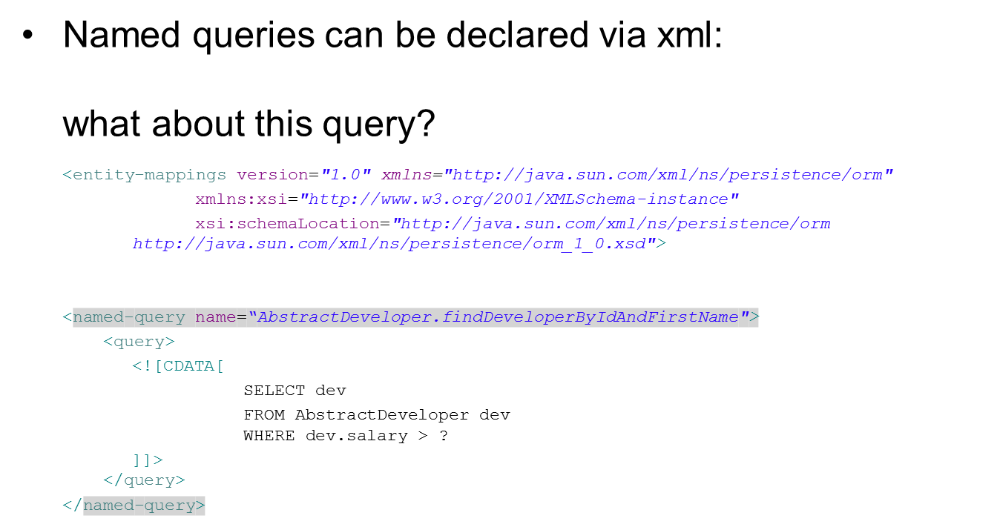 • Named queries can be declared via xml:
what about this query?
<entity-mappings version="1.0" xmlns="http://java.sun.com/xml/ns/persistence/orm"
xmlns:xsi="http://www.w3.org/2001/XMLSchema-instance"
xsi:schemaLocation="http://java.sun.com/xml/ns/persistence/orm
http://java.sun.com/xml/ns/persistence/orm_1_0.xsd">
<named-query name=“AbstractDeveloper.findDeveloperByIdAndFirstName">
<query>
<![CDATA[
SELECT dev
FROM AbstractDeveloper dev
WHERE dev.salary > ?
]]>
</query>
</named-query>